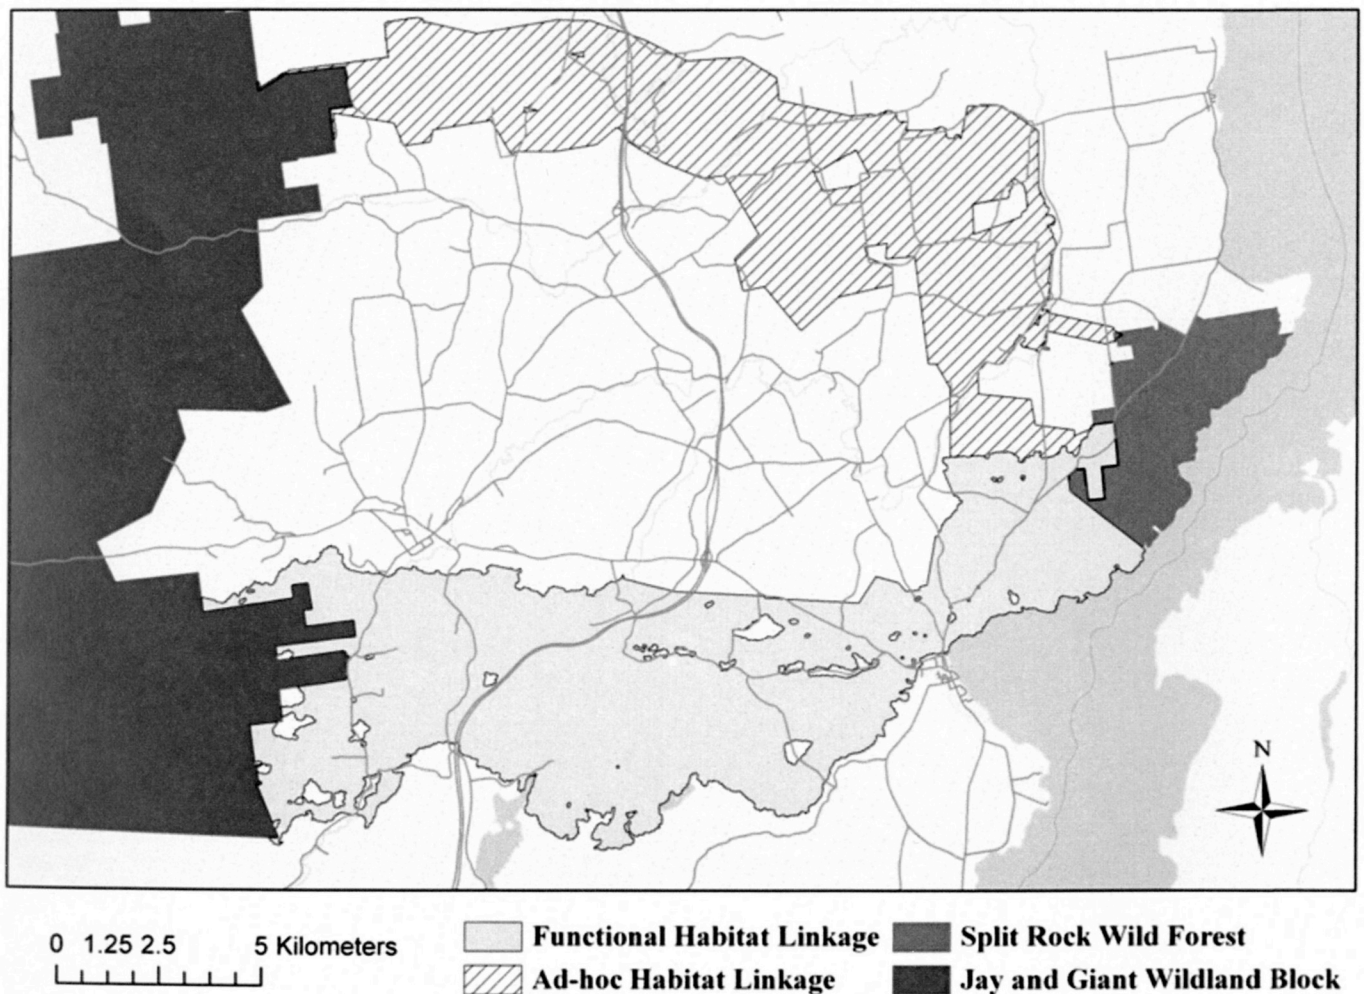 N
0 1.25 2.5 5 Kilometers
Functional Habitat Linkage
Split Rock Wild Forest
Ad-hoc Habitat Linkage
Jay and Giant Wildland Block